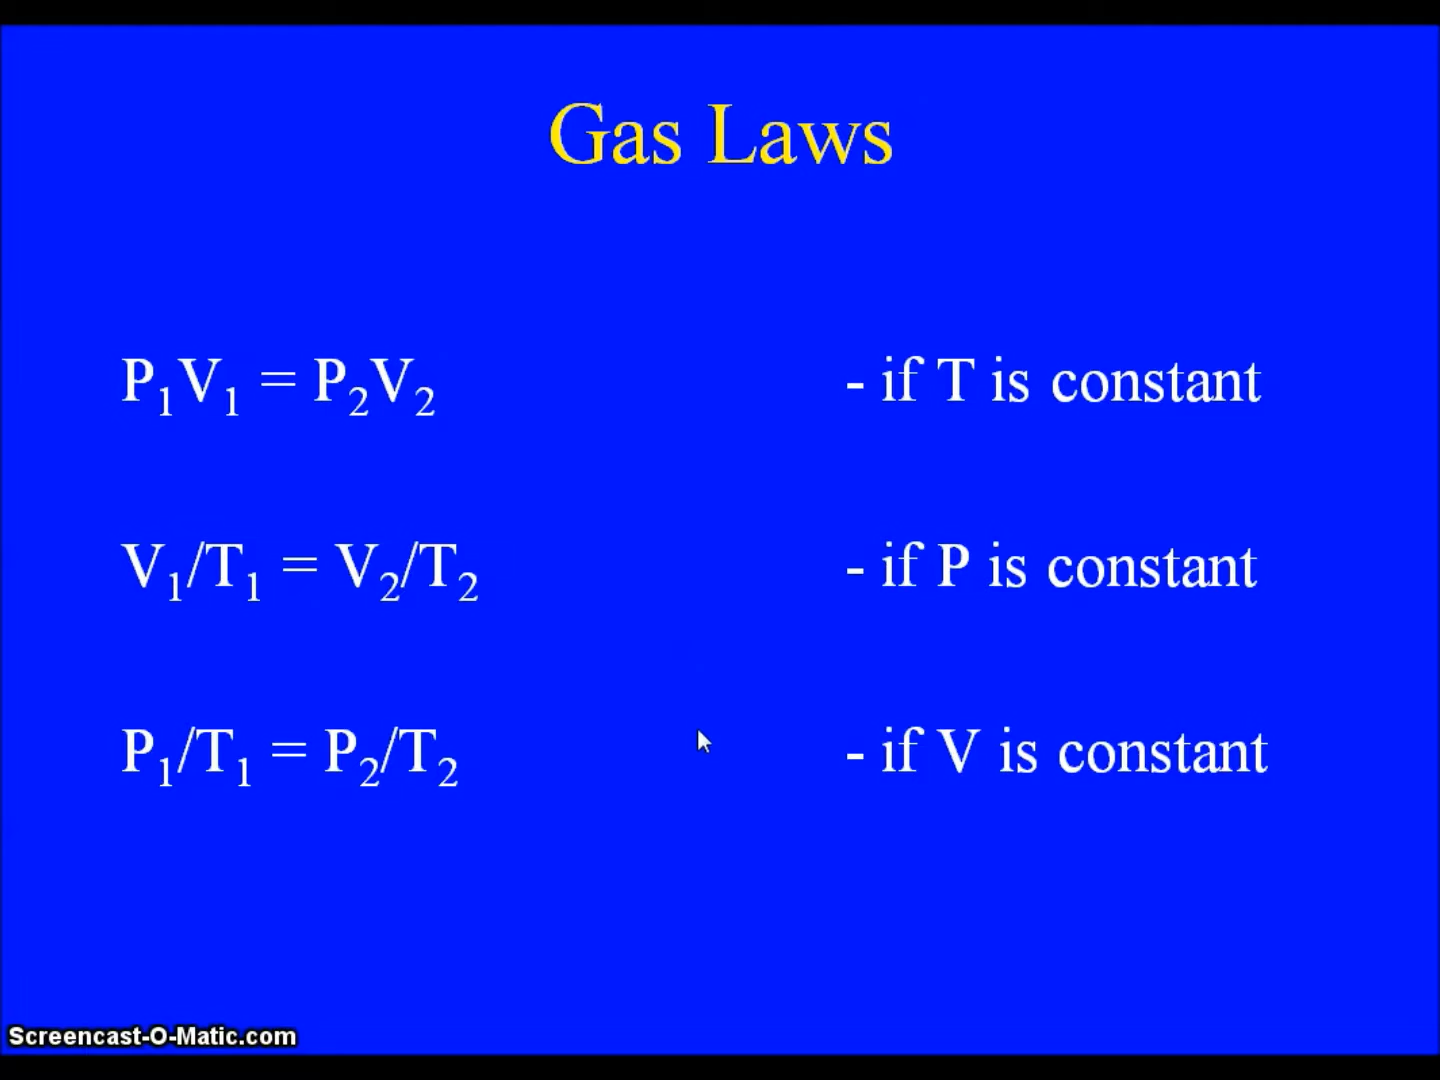 Gas Laws
P₁V₁ = P₂V₂ - if T is constant
V₁/T₁ = V₂/T₂ - if P is constant
P₁/T₁ = P₂/T₂ - if V is constant
Screencast-O-Matic.com